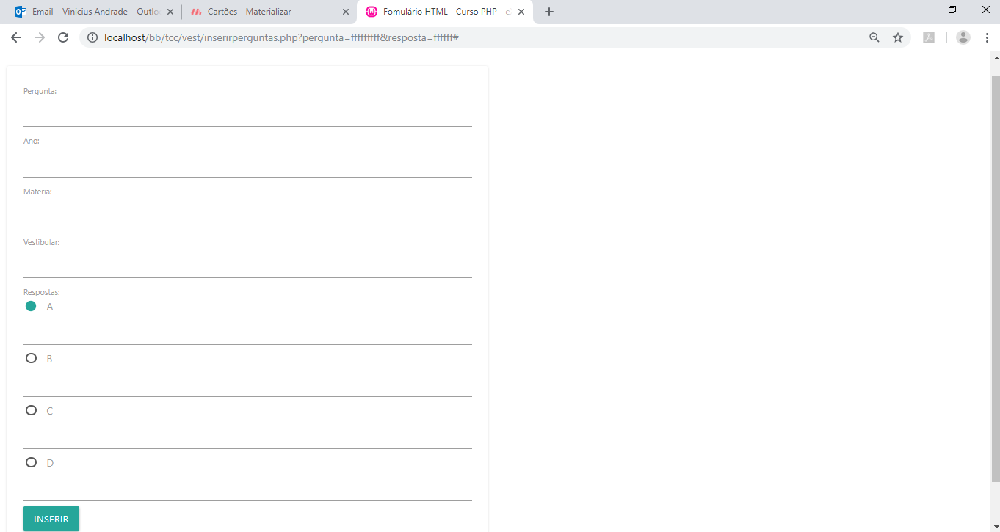 Email – Vinicius Andrade – Outlo
Cartões - Materializar
Fomulário HTML - Curso PHP - e
localhost/bb/tcc/vest/inserirperguntas.php?pergunta=fffffffff&resposta=ffffff#
Pergunta:
Ano:
Materia:
Vestibular:
Respostas:
A
B
C
D
INSERIR